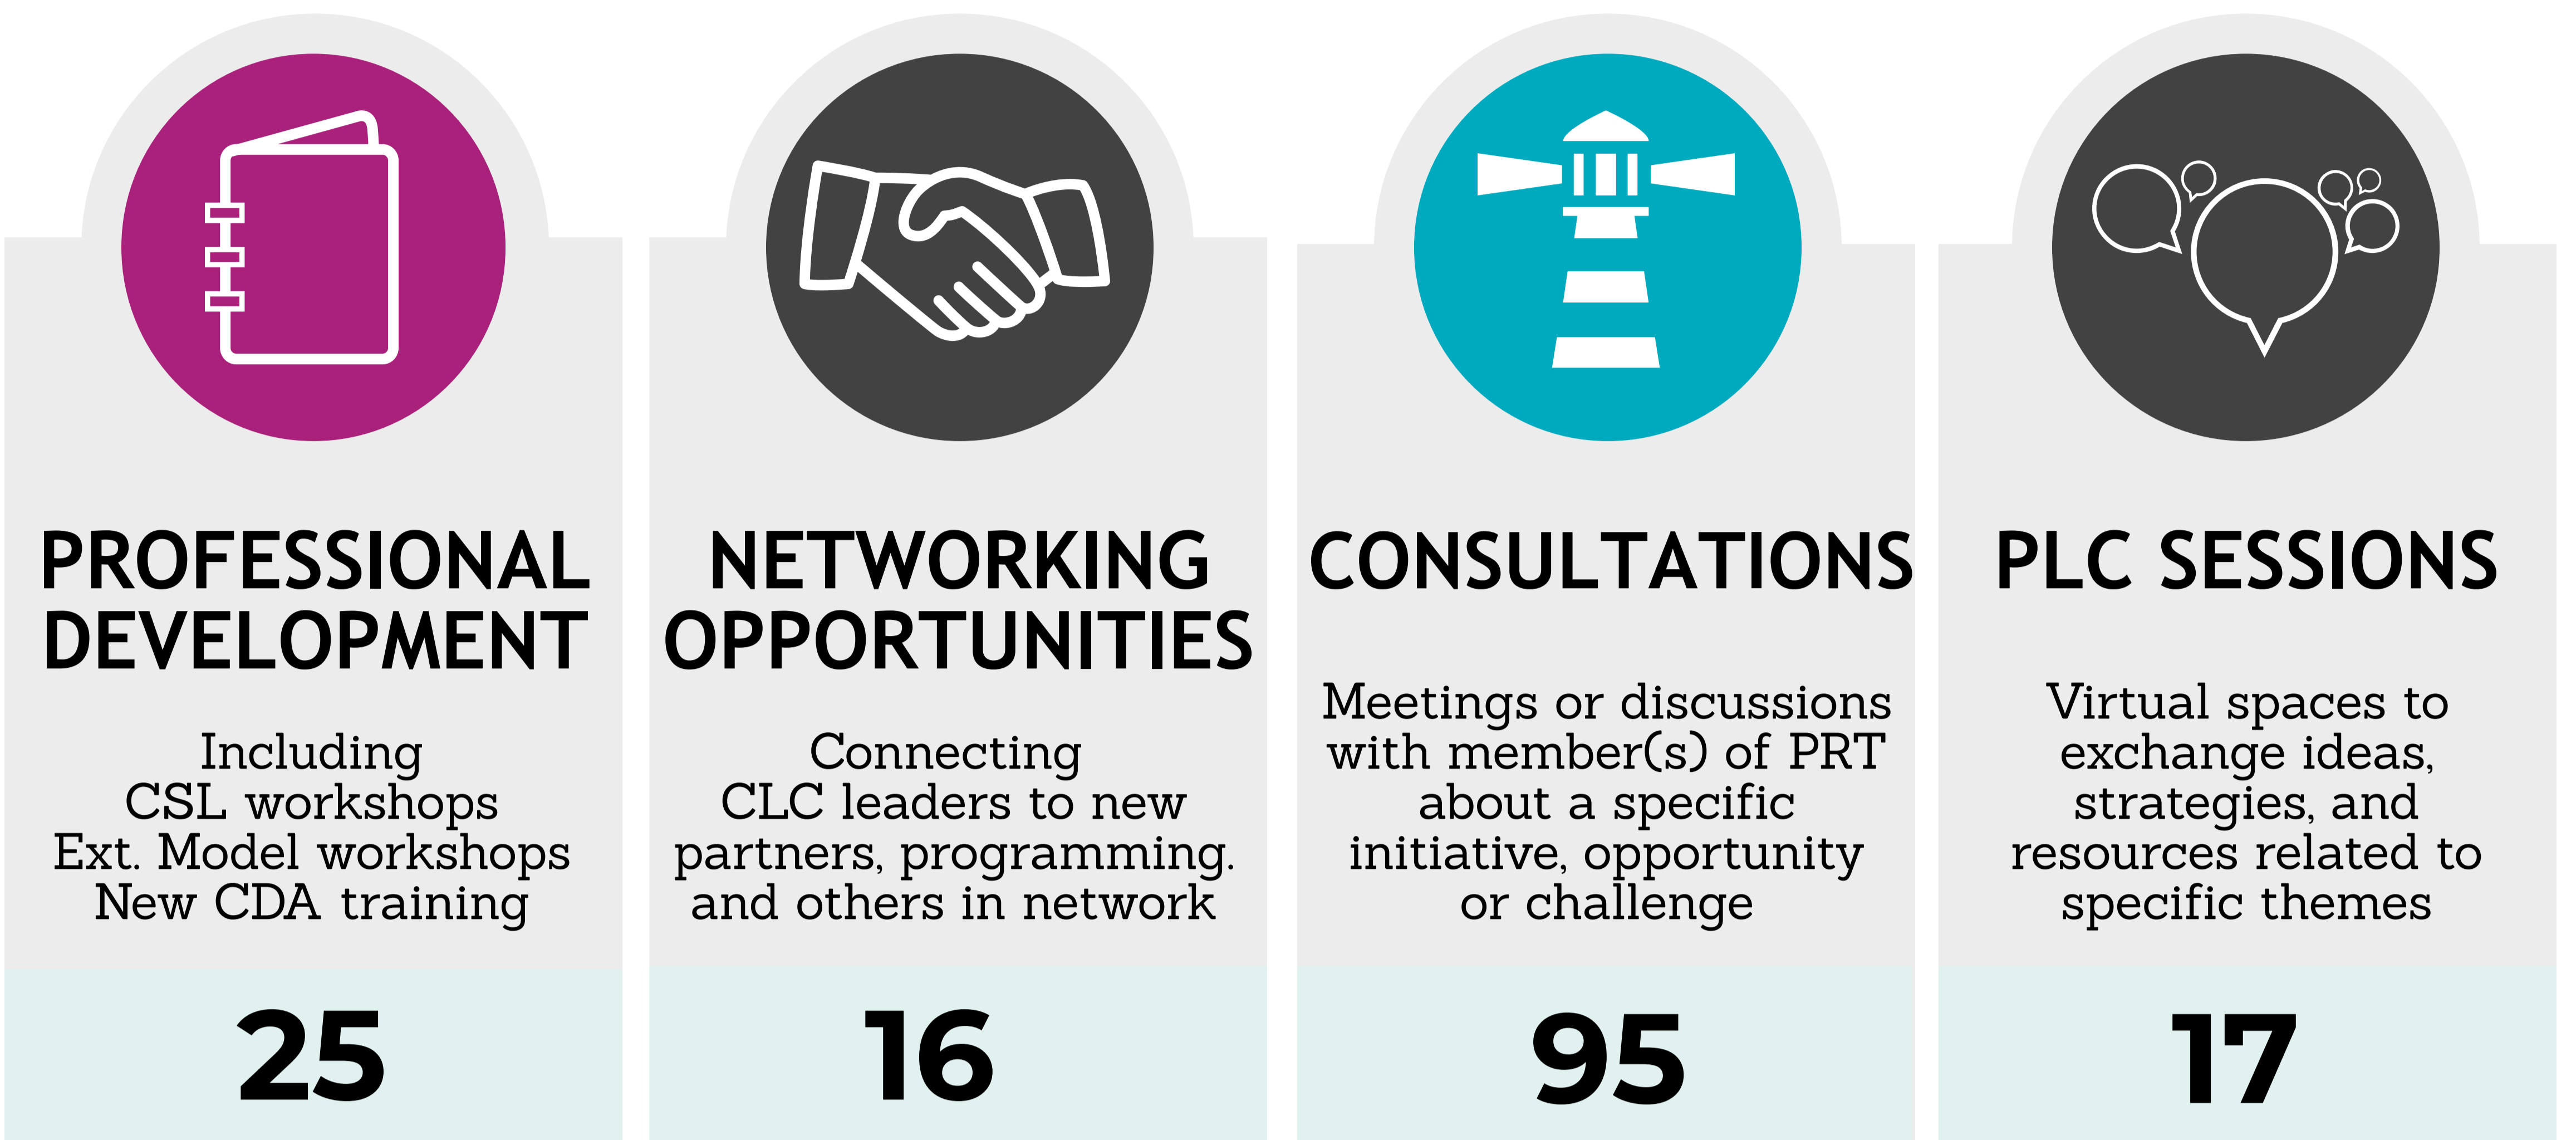 PROFESSIONAL
DEVELOPMENT
Including
CSL workshops
Ext. Model workshops
New CDA training
25
NETWORKING
OPPORTUNITIES
Connecting
CLC leaders to new
partners, programming.
and others in network
16
CONSULTATIONS
Meetings or discussions
with member(s) of PRT
about a specific
initiative, opportunity
or challenge
95
PLC SESSIONS
Virtual spaces to
exchange ideas,
strategies, and
resources related to
specific themes
17